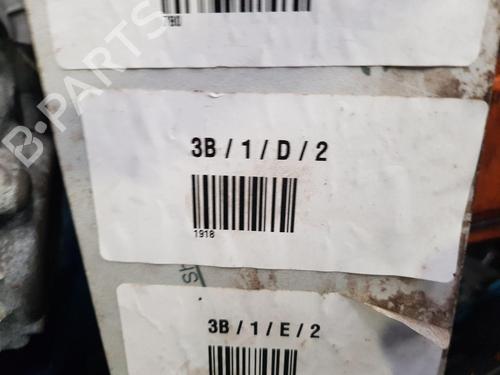 B-PARTS
3B / 1 / D / 2
1918
3B / 1 / E / 2